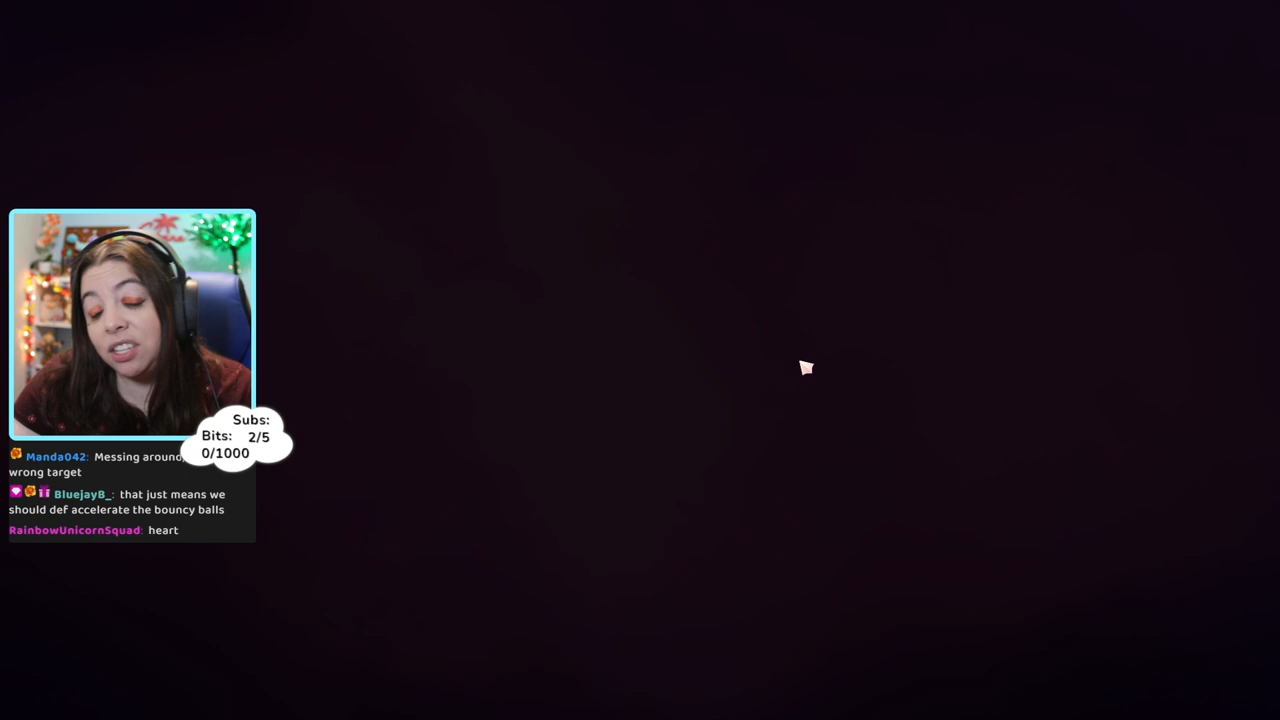 Subs:
Bits: 2/5
0/1000
Manda042: Messing around,
wrong target
BluejayB_: that just means we
should def accelerate the bouncy balls
RainbowUnicornSquad: heart